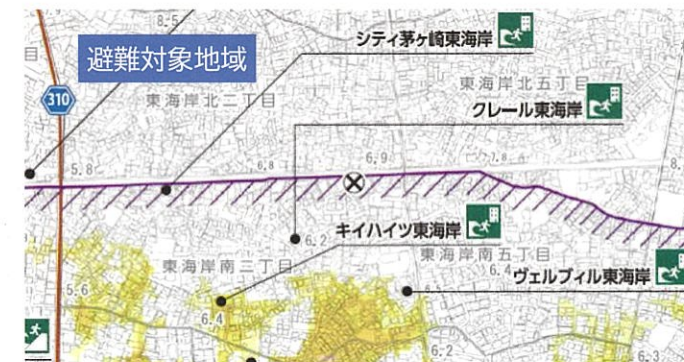 8.5
シティ茅ヶ崎東海岸
目
避難対象地域
310
東海岸北二丁目
東海岸北五丁目
クレール東海岸
5.8
6.8
6.9
7.8
8.
6.2
キイハイツ東海岸
東海岸南二丁目
東海岸南五丁目
6.4
ヴェルブィル東海岸
5.6
6.4
6.2
6.3